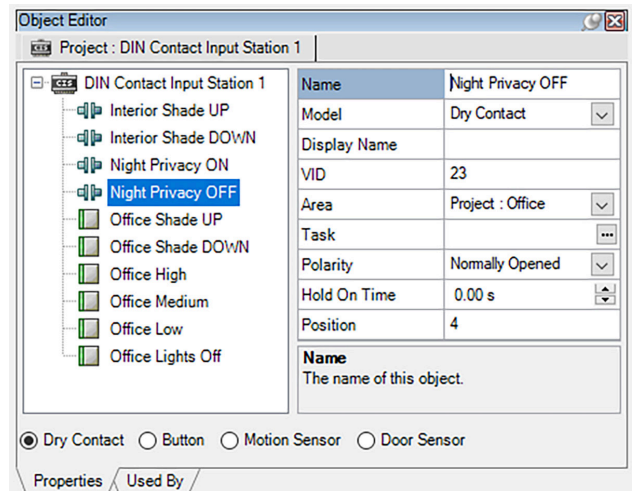 Object Editor
Project : DIN Contact Input Station 1
DIN Contact Input Station 1
Interior Shade UP
Interior Shade DOWN
Night Privacy ON
Night Privacy OFF
Office Shade UP
Office Shade DOWN
Office High
Office Medium
Office Low
Office Lights Off
Name Night Privacy OFF
Model Dry Contact
Display Name
VID 23
Area Project : Office
Task ...
Polarity Normally Opened
Hold On Time 0.00 s
Position 4
Name
The name of this object.
Dry Contact Button Motion Sensor Door Sensor
Properties Used By